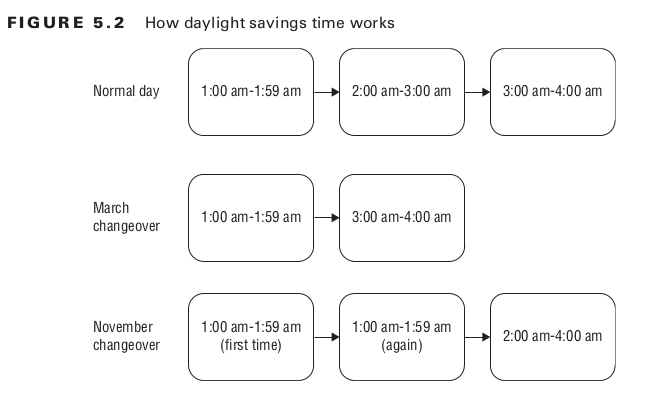 FIGURE 5.2 How daylight savings time works
Normal day
1:00 am-1:59 am
2:00 am-3:00 am
3:00 am-4:00 am
March
changeover
1:00 am-1:59 am
3:00 am-4:00 am
November
changeover
1:00 am-1:59 am
(first time)
1:00 am-1:59 am
(again)
2:00 am-4:00 am